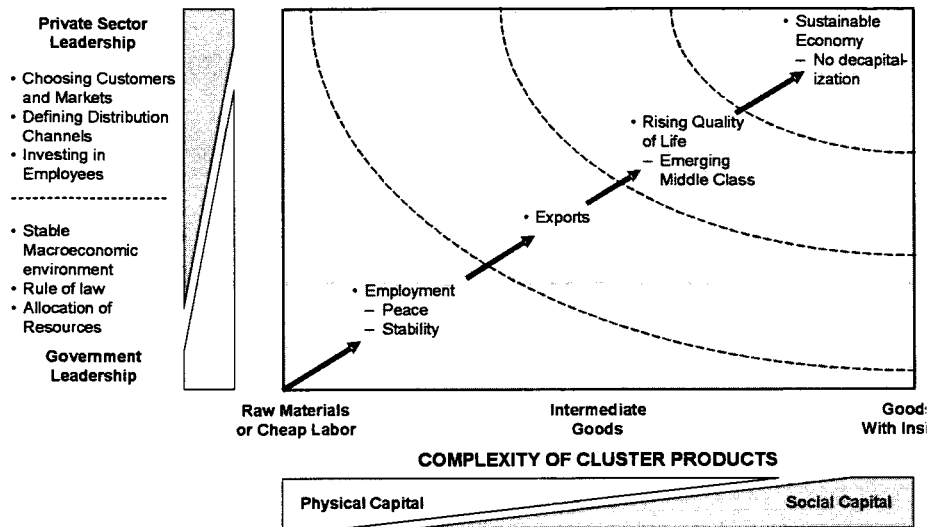 Private Sector
Leadership
• Choosing Customers
and Markets
• Defining Distribution
Channels
• Investing in
Employees
• Stable
Macroeconomic
environment
• Rule of law
• Allocation of
Resources
Government
Leadership
• Sustainable
Economy
– No decapital-
ization
• Rising Quality
of Life
– Emerging
Middle Class
• Exports
• Employment
– Peace
– Stability
Raw Materials
or Cheap Labor
Intermediate
Goods
Good
With
COMPLEXITY OF CLUSTER PRODUCTS
Physical Capital
Social Capital